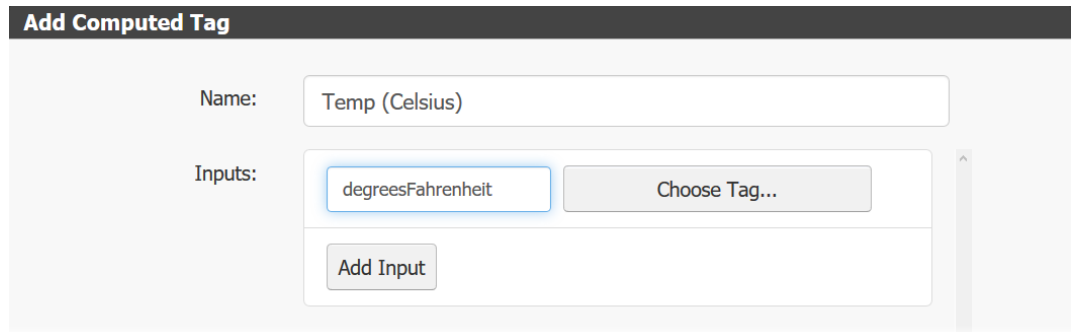 Add Computed Tag
Name: Temp (Celsius)
Inputs: degreesFahrenheit Choose Tag...
Add Input